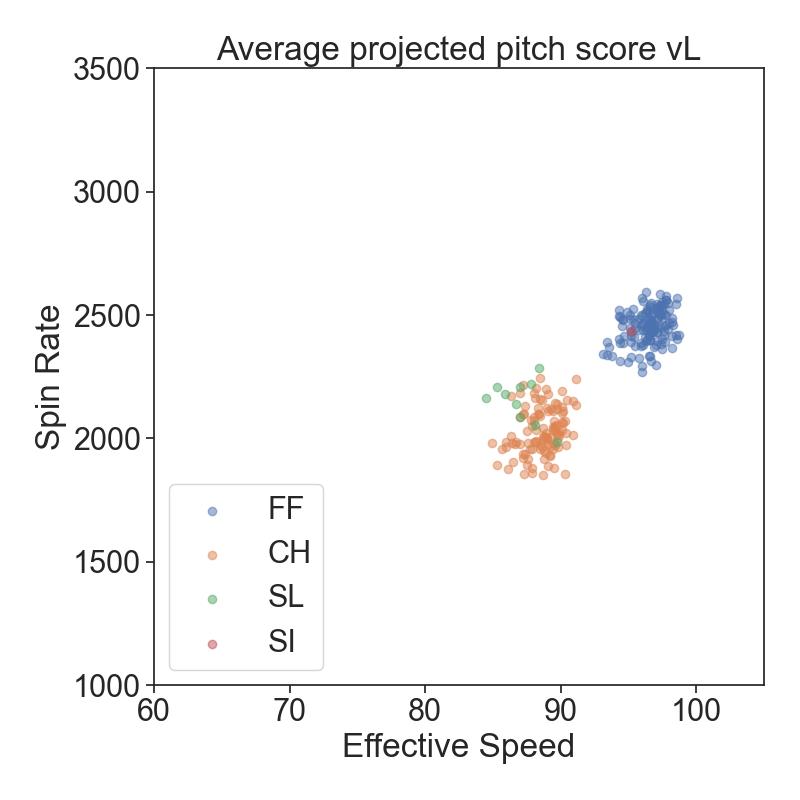 Average projected pitch score vL
3500
3000
2500
2000
1500
1000
Spin Rate
FF
CH
SL
SI
60 70 80 90 100
Effective Speed